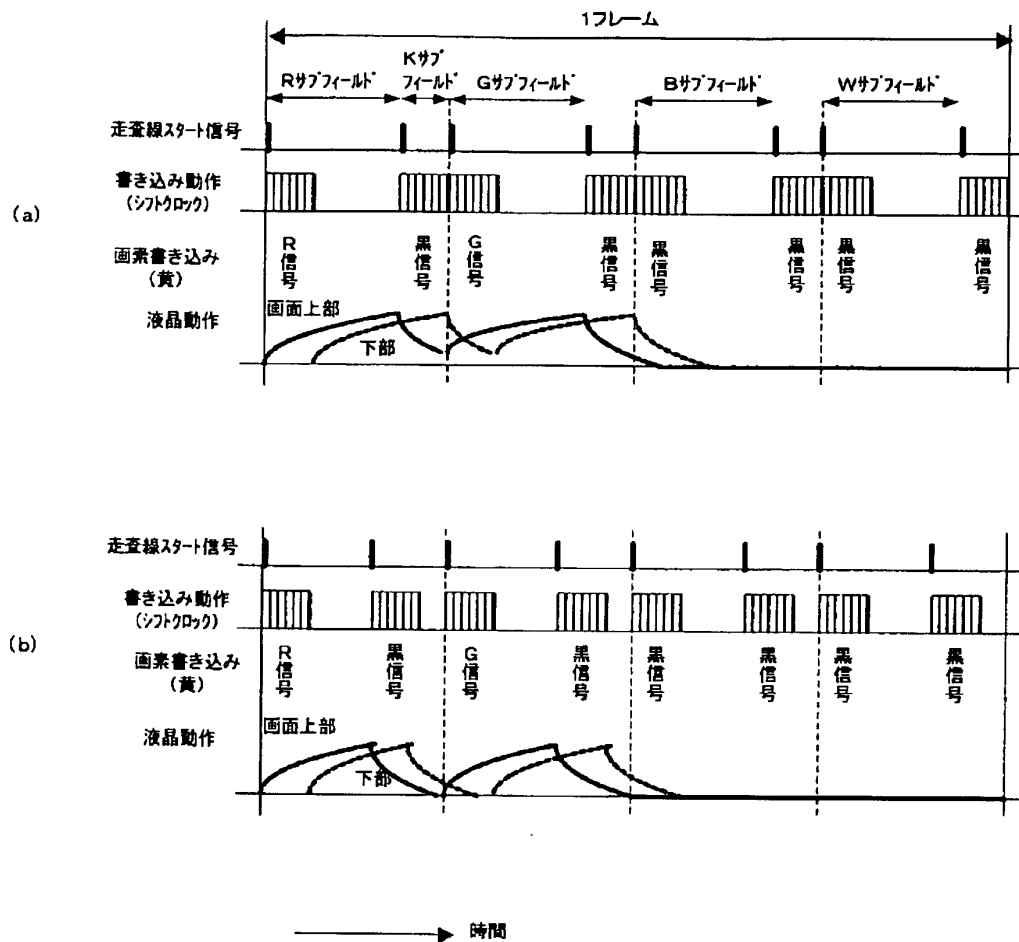 1フレーム
Kサブ
フィールド
Rサブフィールド
Gサブフィールド
Bサブフィールド
Wサブフィールド
走査線スタート信号
書き込み動作
(シフトクロック)
(a)
画素書き込み
(黄)
R信号
黒信号
G信号
黒信号
黒信号
黒信号
黒信号
黒信号
液晶動作
画面上部
下部
走査線スタート信号
書き込み動作
(シフトクロック)
(b)
画素書き込み
(黄)
R信号
黒信号
G信号
黒信号
黒信号
黒信号
黒信号
黒信号
液晶動作
画面上部
下部
時間